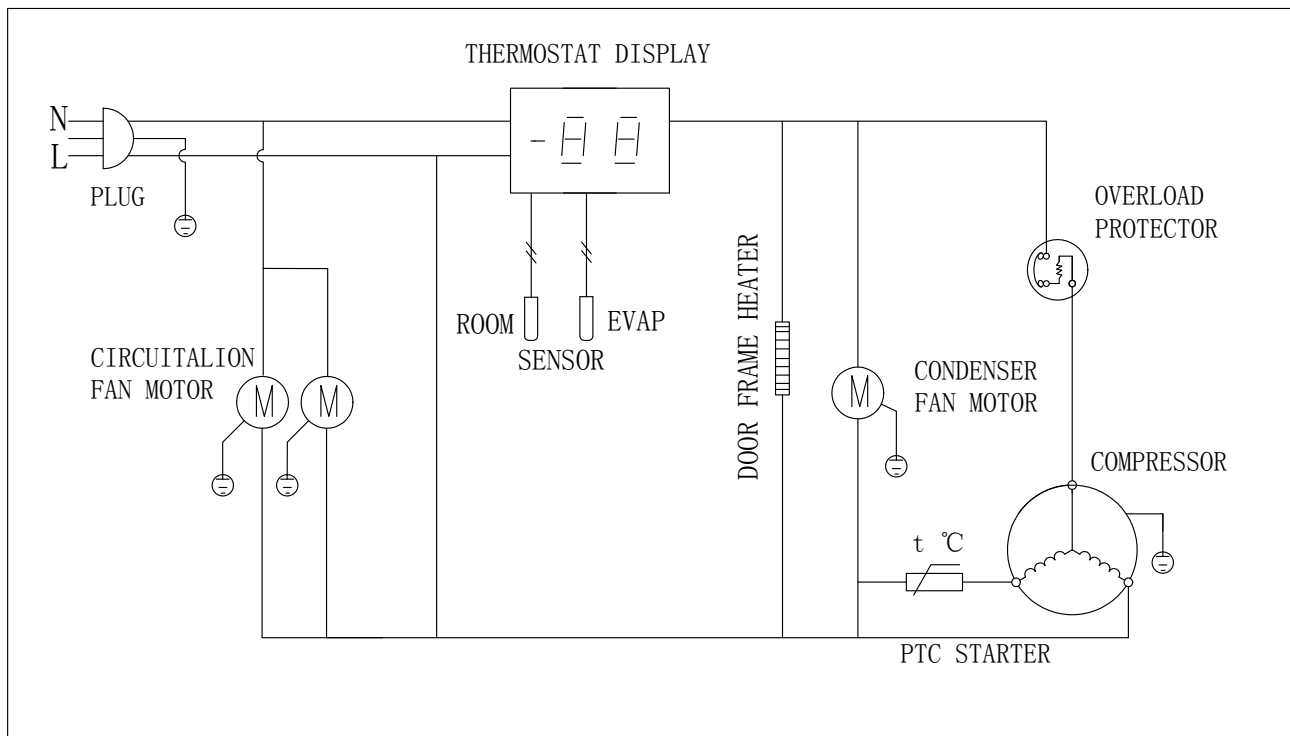 THERMOSTAT DISPLAY
N
L
PLUG
-88
OVERLOAD
PROTECTOR
ROOM
EVAP
SENSOR
DOOR FRAME HEATER
CIRCUITALION
FAN MOTOR
M
M
M
CONDENSER
FAN MOTOR
COMPRESSOR
t ℃
PTC STARTER